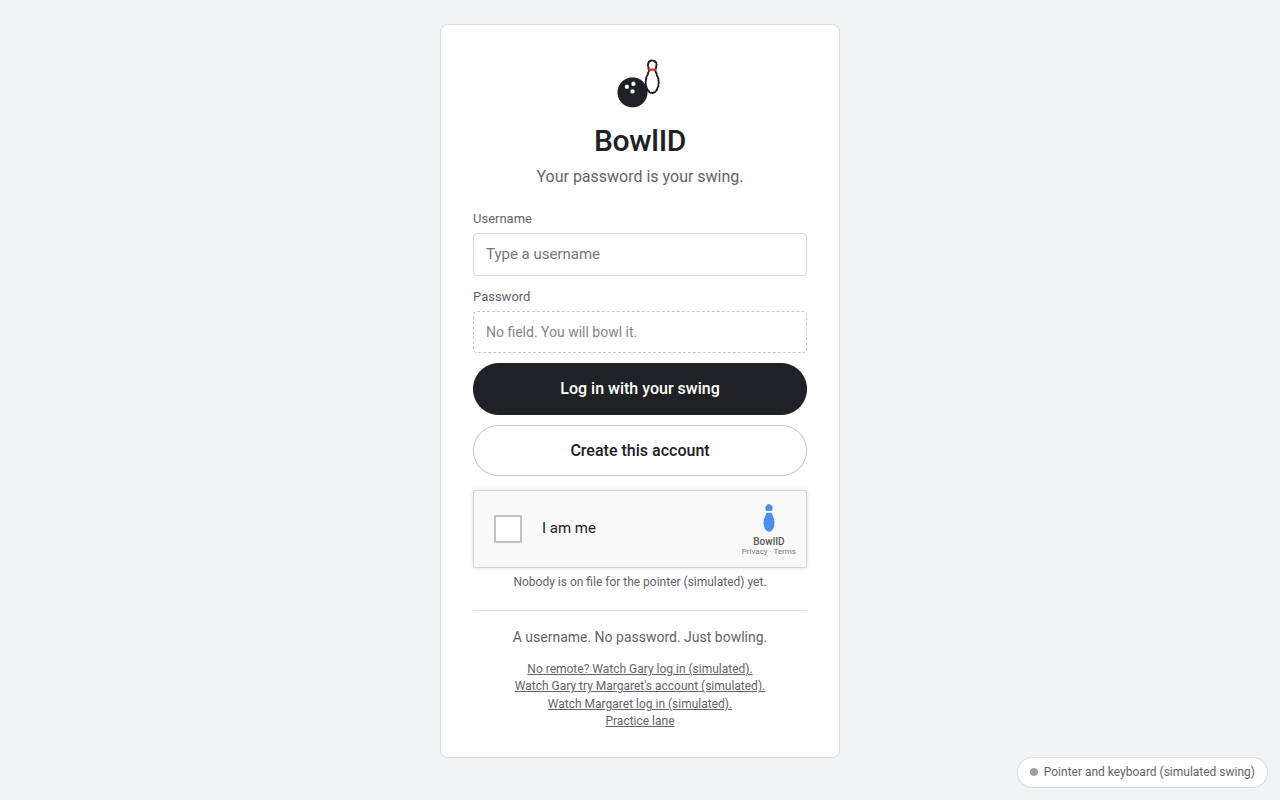 BowlID
Your password is your swing.
Username
Type a username
Password
No field. You will bowl it.
Log in with your swing
Create this account
I am me
BowlID
Privacy · Terms
Nobody is on file for the pointer (simulated) yet.
A username. No password. Just bowling.
No remote? Watch Gary log in (simulated).
Watch Gary try Margaret's account (simulated).
Watch Margaret log in (simulated).
Practice lane
Pointer and keyboard (simulated swing)